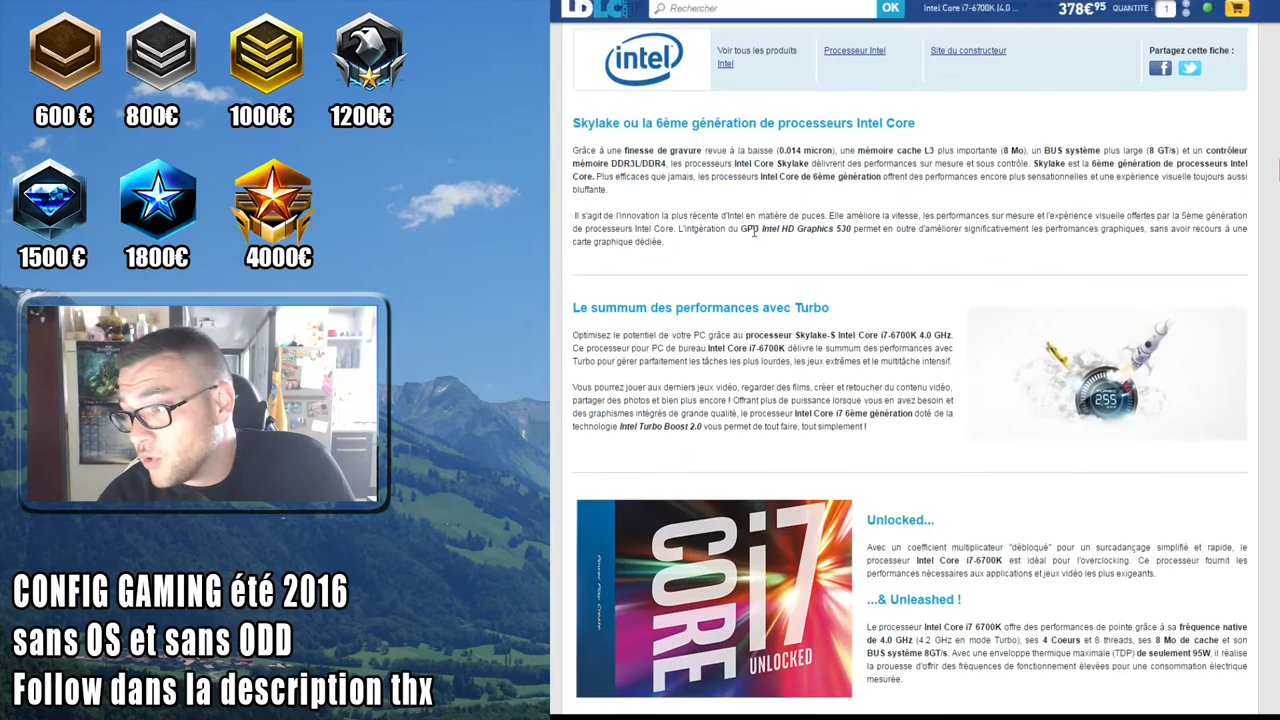 600 €
800€
1000€
1200€
1500 €
1800€
4000€
CONFIG GAMING été 2016
sans OS et sans ODD
Follow dans la description thx
LDLC
Rechercher
OK
Intel Core i7-6700K (4.0 ...
378€95
QUANTITE :
1
intel
Voir tous les produits
Intel
Processeur Intel
Site du constructeur
Partagez cette fiche :
Skylake ou la 6ème génération de processeurs Intel Core
Grâce à une finesse de gravure revue à la baisse (0.014 micron), une mémoire cache L3 plus importante (8 Mo), un BUS système plus large (8 GT/s) et un contrôleur
mémoire DDR3L/DDR4, les processeurs Intel Core Skylake délivrent des performances sur mesure et sous contrôle. Skylake est la 6ème génération de processeurs Intel
Core. Plus efficaces que jamais, les processeurs Intel Core de 6ème génération offrent des performances encore plus sensationnelles et une expérience visuelle toujours aussi
bluffante.
Il s'agit de l'innovation la plus récente d'Intel en matière de puces. Elle améliore la vitesse, les performances sur mesure et l'expérience visuelle offertes par la 5ème génération
de processeurs Intel Core. L'intgération du GPU Intel HD Graphics 530 permet en outre d'améliorer significativement les perfromances graphiques, sans avoir recours à une
carte graphique dédiée.
Le summum des performances avec Turbo
Optimisez le potentiel de votre PC grâce au processeur Skylake-S Intel Core i7-6700K 4.0 GHz.
Ce processeur pour PC de bureau Intel Core i7-6700K délivre le summum des performances avec
Turbo pour gérer parfaitement les tâches les plus lourdes, les jeux extrêmes et le multitâche intensif.
Vous pourrez jouer aux derniers jeux vidéo, regarder des films, créer et retoucher du contenu vidéo,
partager des photos et bien plus encore ! Offrant plus de puissance lorsque vous en avez besoin et
des graphismes intégrés de grande qualité, le processeur Intel Core i7 6ème génération doté de la
technologie Intel Turbo Boost 2.0 vous permet de tout faire, tout simplement !
255
CORE i7
UNLOCKED
Unlocked...
Avec un coefficient multiplicateur "débloqué" pour un surcadançage simplifié et rapide, le
processeur Intel Core i7-6700K est idéal pour l'overclocking. Ce processeur fournit les
performances nécessaires aux applications et jeux vidéo les plus exigeants.
...& Unleashed !
Le processeur Intel Core i7 6700K offre des performances de pointe grâce à sa fréquence native
de 4.0 GHz (4.2 GHz en mode Turbo), ses 4 Coeurs et 8 threads, ses 8 Mo de cache et son
BUS système 8GT/s. Avec une enveloppe thermique maximale (TDP) de seulement 95W, il réalise
la prouesse d'offrir des fréquences de fonctionnement élevées pour une consommation électrique
mesurée.